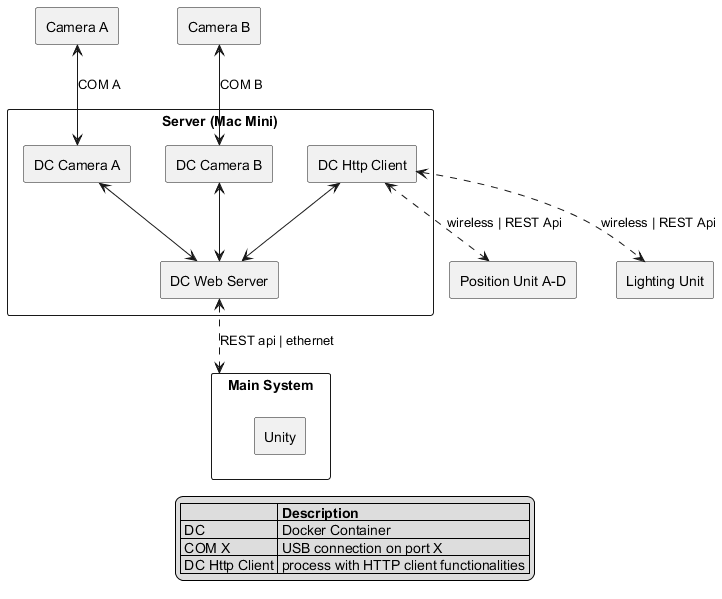 Camera A
Camera B
COM A
COM B
Server (Mac Mini)
DC Camera A
DC Camera B
DC Http Client
wireless | REST Api
wireless | REST Api
DC Web Server
Position Unit A-D
Lighting Unit
REST api | ethernet
Main System
Unity
Description
DC Docker Container
COM X USB connection on port X
DC Http Client process with HTTP client functionalities